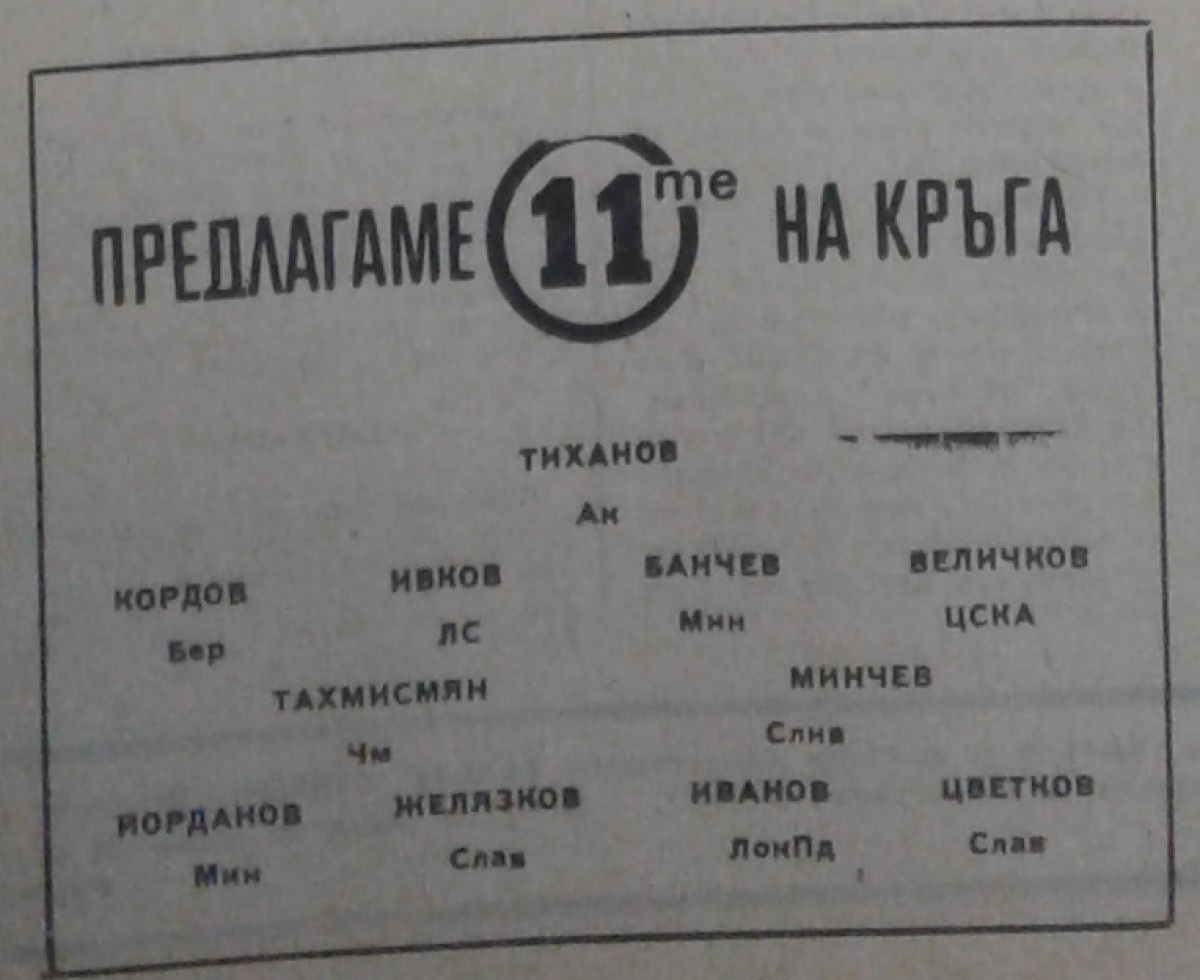 ПРЕДЛАГАМЕ 11те НА КРЪГА
ТИХАНОВ
Ак
КОРДОВ ИВКОВ БАНЧЕВ ВЕЛИЧКОВ
Бер ЛС Мин ЦСКА
ТАХМИСМЯН МИНЧЕВ
Чм Слив
ЙОРДАНОВ ЖЕЛЯЗКОВ ИВАНОВ ЦВЕТКОВ
Мин Слав ЛокПд Слав